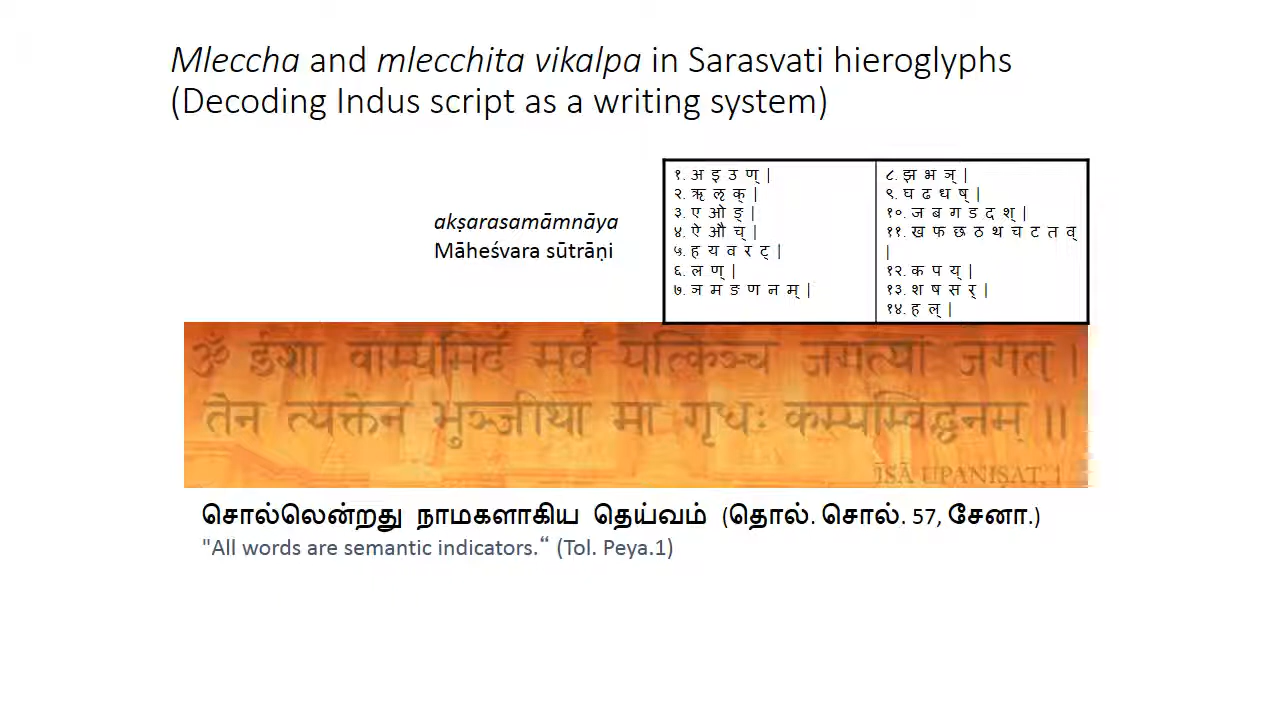 Mleccha and mlecchita vikalpa in Sarasvati hieroglyphs
(Decoding Indus script as a writing system)
akṣarasamāmnāya
Māheśvara sūtrāṇi
१. अ इ उ ण् |
२. ऋ ऌ क् |
३. ए ओ ङ् |
४. ऐ औ च् |
५. ह य व र ट् |
६. ल ण् |
७. ञ म ङ ण न म् |
८. झ भ ञ् |
९. घ ढ ध ष् |
१०. ज ब ग ड द श् |
११. ख फ छ ठ थ च ट त व्
|
१२. क प य् |
१३. श ष स र् |
१४. ह ल् |
ॐ ईशा वास्यमिदँ सर्वं यत्किञ्च जगत्यां जगत् ।
तेन त्यक्तेन भुञ्जीथा मा गृधः कस्यस्विद्धनम् ॥
ĪSĀ UPANIṢAT, 1
சொல்லென்றது நாமகளாகிய தெய்வம் (தொல். சொல். 57, சேனா.)
"All words are semantic indicators.“ (Tol. Peya.1)